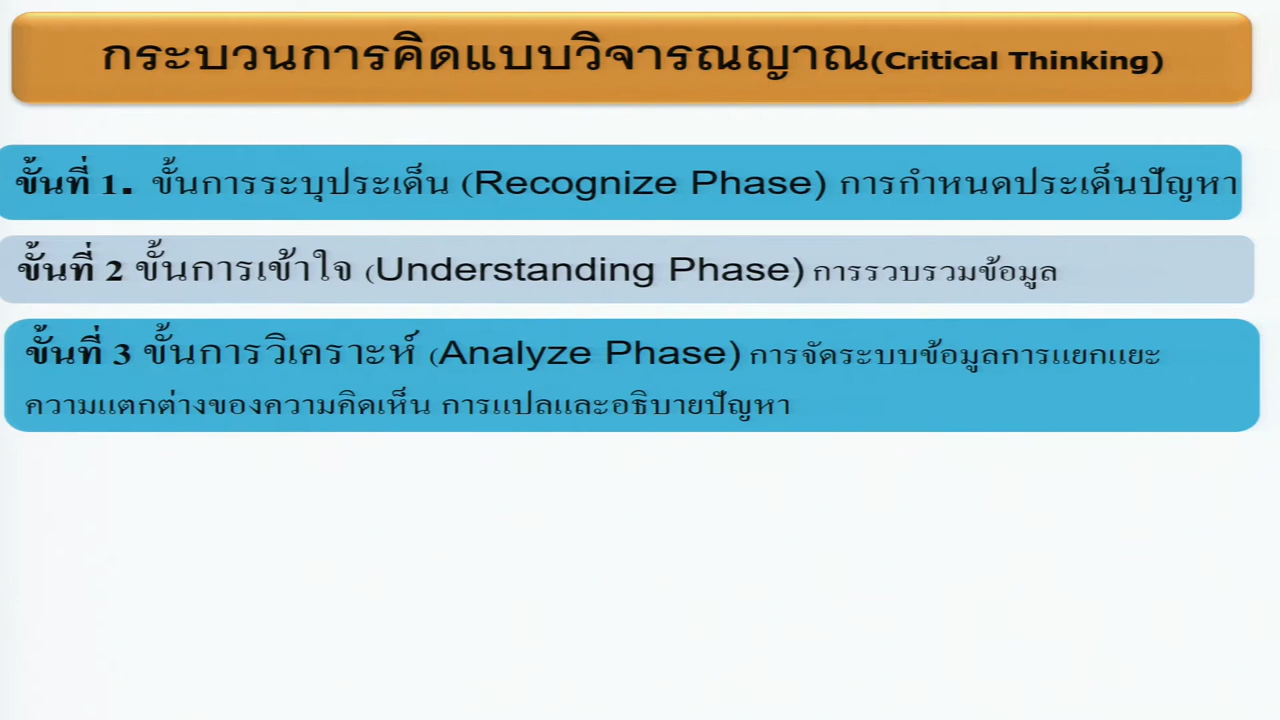 กระบวนการคิดแบบวิจารณญาณ(Critical Thinking)
ขั้นที่ 1. ขั้นการระบุประเด็น (Recognize Phase) การกำหนดประเด็นปัญหา
ขั้นที่ 2 ขั้นการเข้าใจ (Understanding Phase) การรวบรวมข้อมูล
ขั้นที่ 3 ขั้นการวิเคราะห์ (Analyze Phase) การจัดระบบข้อมูลการแยกแยะ
ความแตกต่างของความคิดเห็น การแปลและอธิบายปัญหา